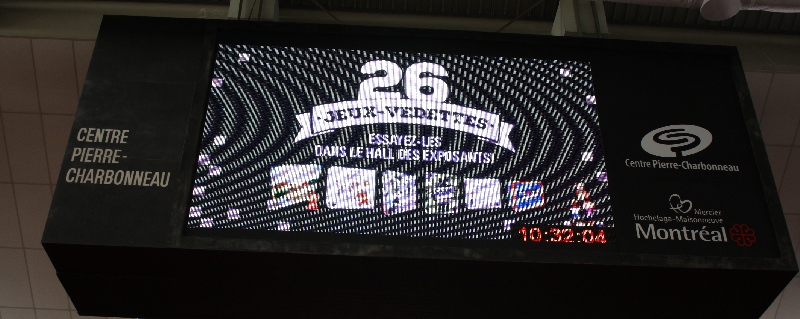 CENTRE
PIERRE-
CHARBONNEAU
26
JEUX-VEDETTES
ESSAYEZ-LES
DANS LE HALL DES EXPOSANTS!
10:32:04
Centre Pierre-Charbonneau
Mercier
Hochelaga-Maisonneuve
Montréal